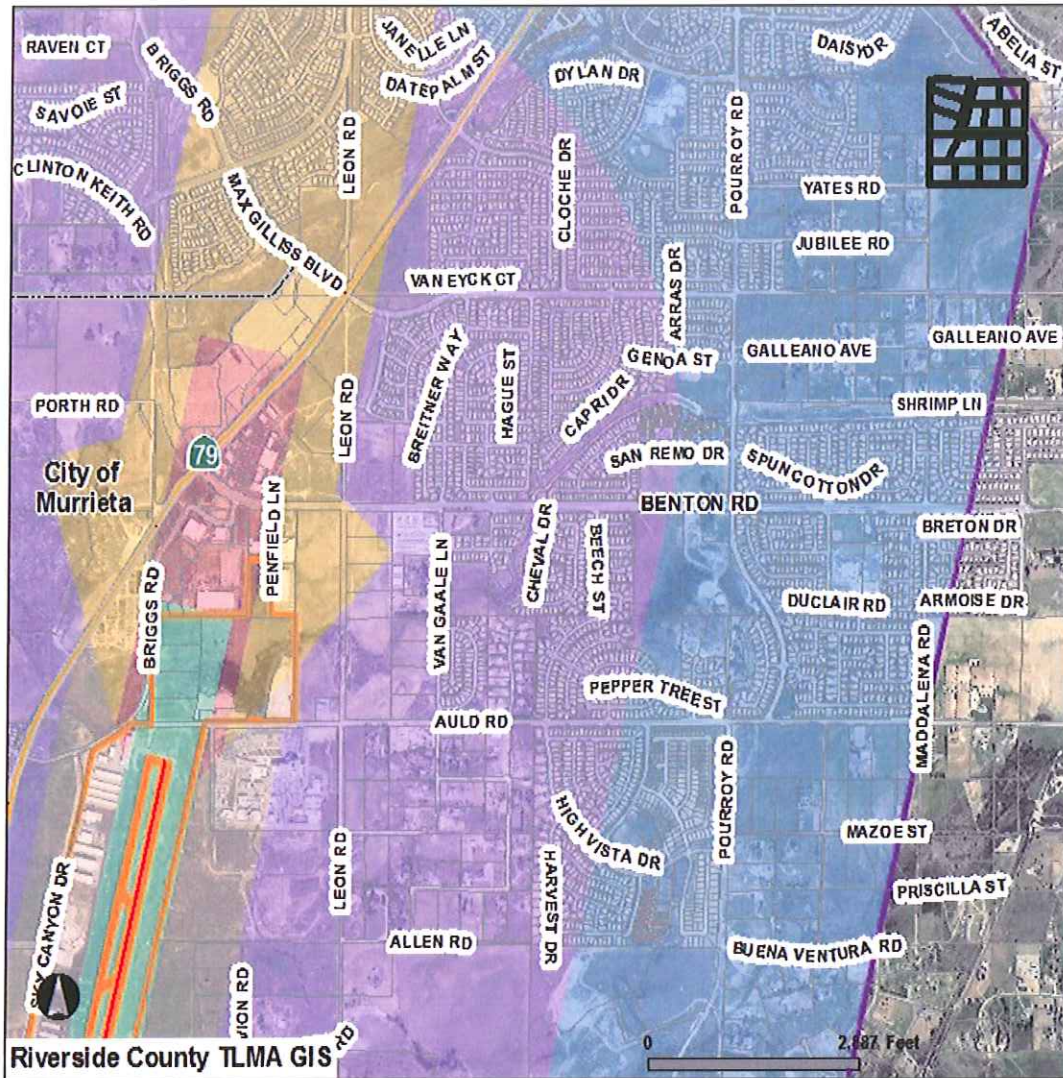 RAVEN CT
BRIGGS RD
JANELLE LN
DATEPALM ST
DAISY DR
ABELIA ST
DYLAN DR
SAVOIE ST
LEON RD
POURROY RD
CLINTON KEITH RD
MAX GILLISS BLVD
CLOCHE DR
YATES RD
JUBILEE RD
VAN EYCK CT
ARRAS DR
BREITNER WAY
HAGUE ST
GENOA ST
GALLEANO AVE
GALLEANO AVE
CAPRI DR
PORTH RD
LEON RD
SHRIMP LN
79
City of
Murrieta
SAN REMO DR
SPUN COTTON DR
PENFIELD LN
BENTON RD
BRETON DR
CHEVAL DR
BEECH ST
VAN GAALE LN
BRIGGS RD
DUCLAIR RD
ARMOISE DR
MADDALENA RD
PEPPER TREE ST
AULD RD
POURROY RD
HIGH VISTA DR
MAZOE ST
LEON RD
HARVEST DR
PRISCILLA ST
SKY CANYON DR
ALLEN RD
BUENA VENTURA RD
RD
Riverside County TLMA GIS
0
Feet